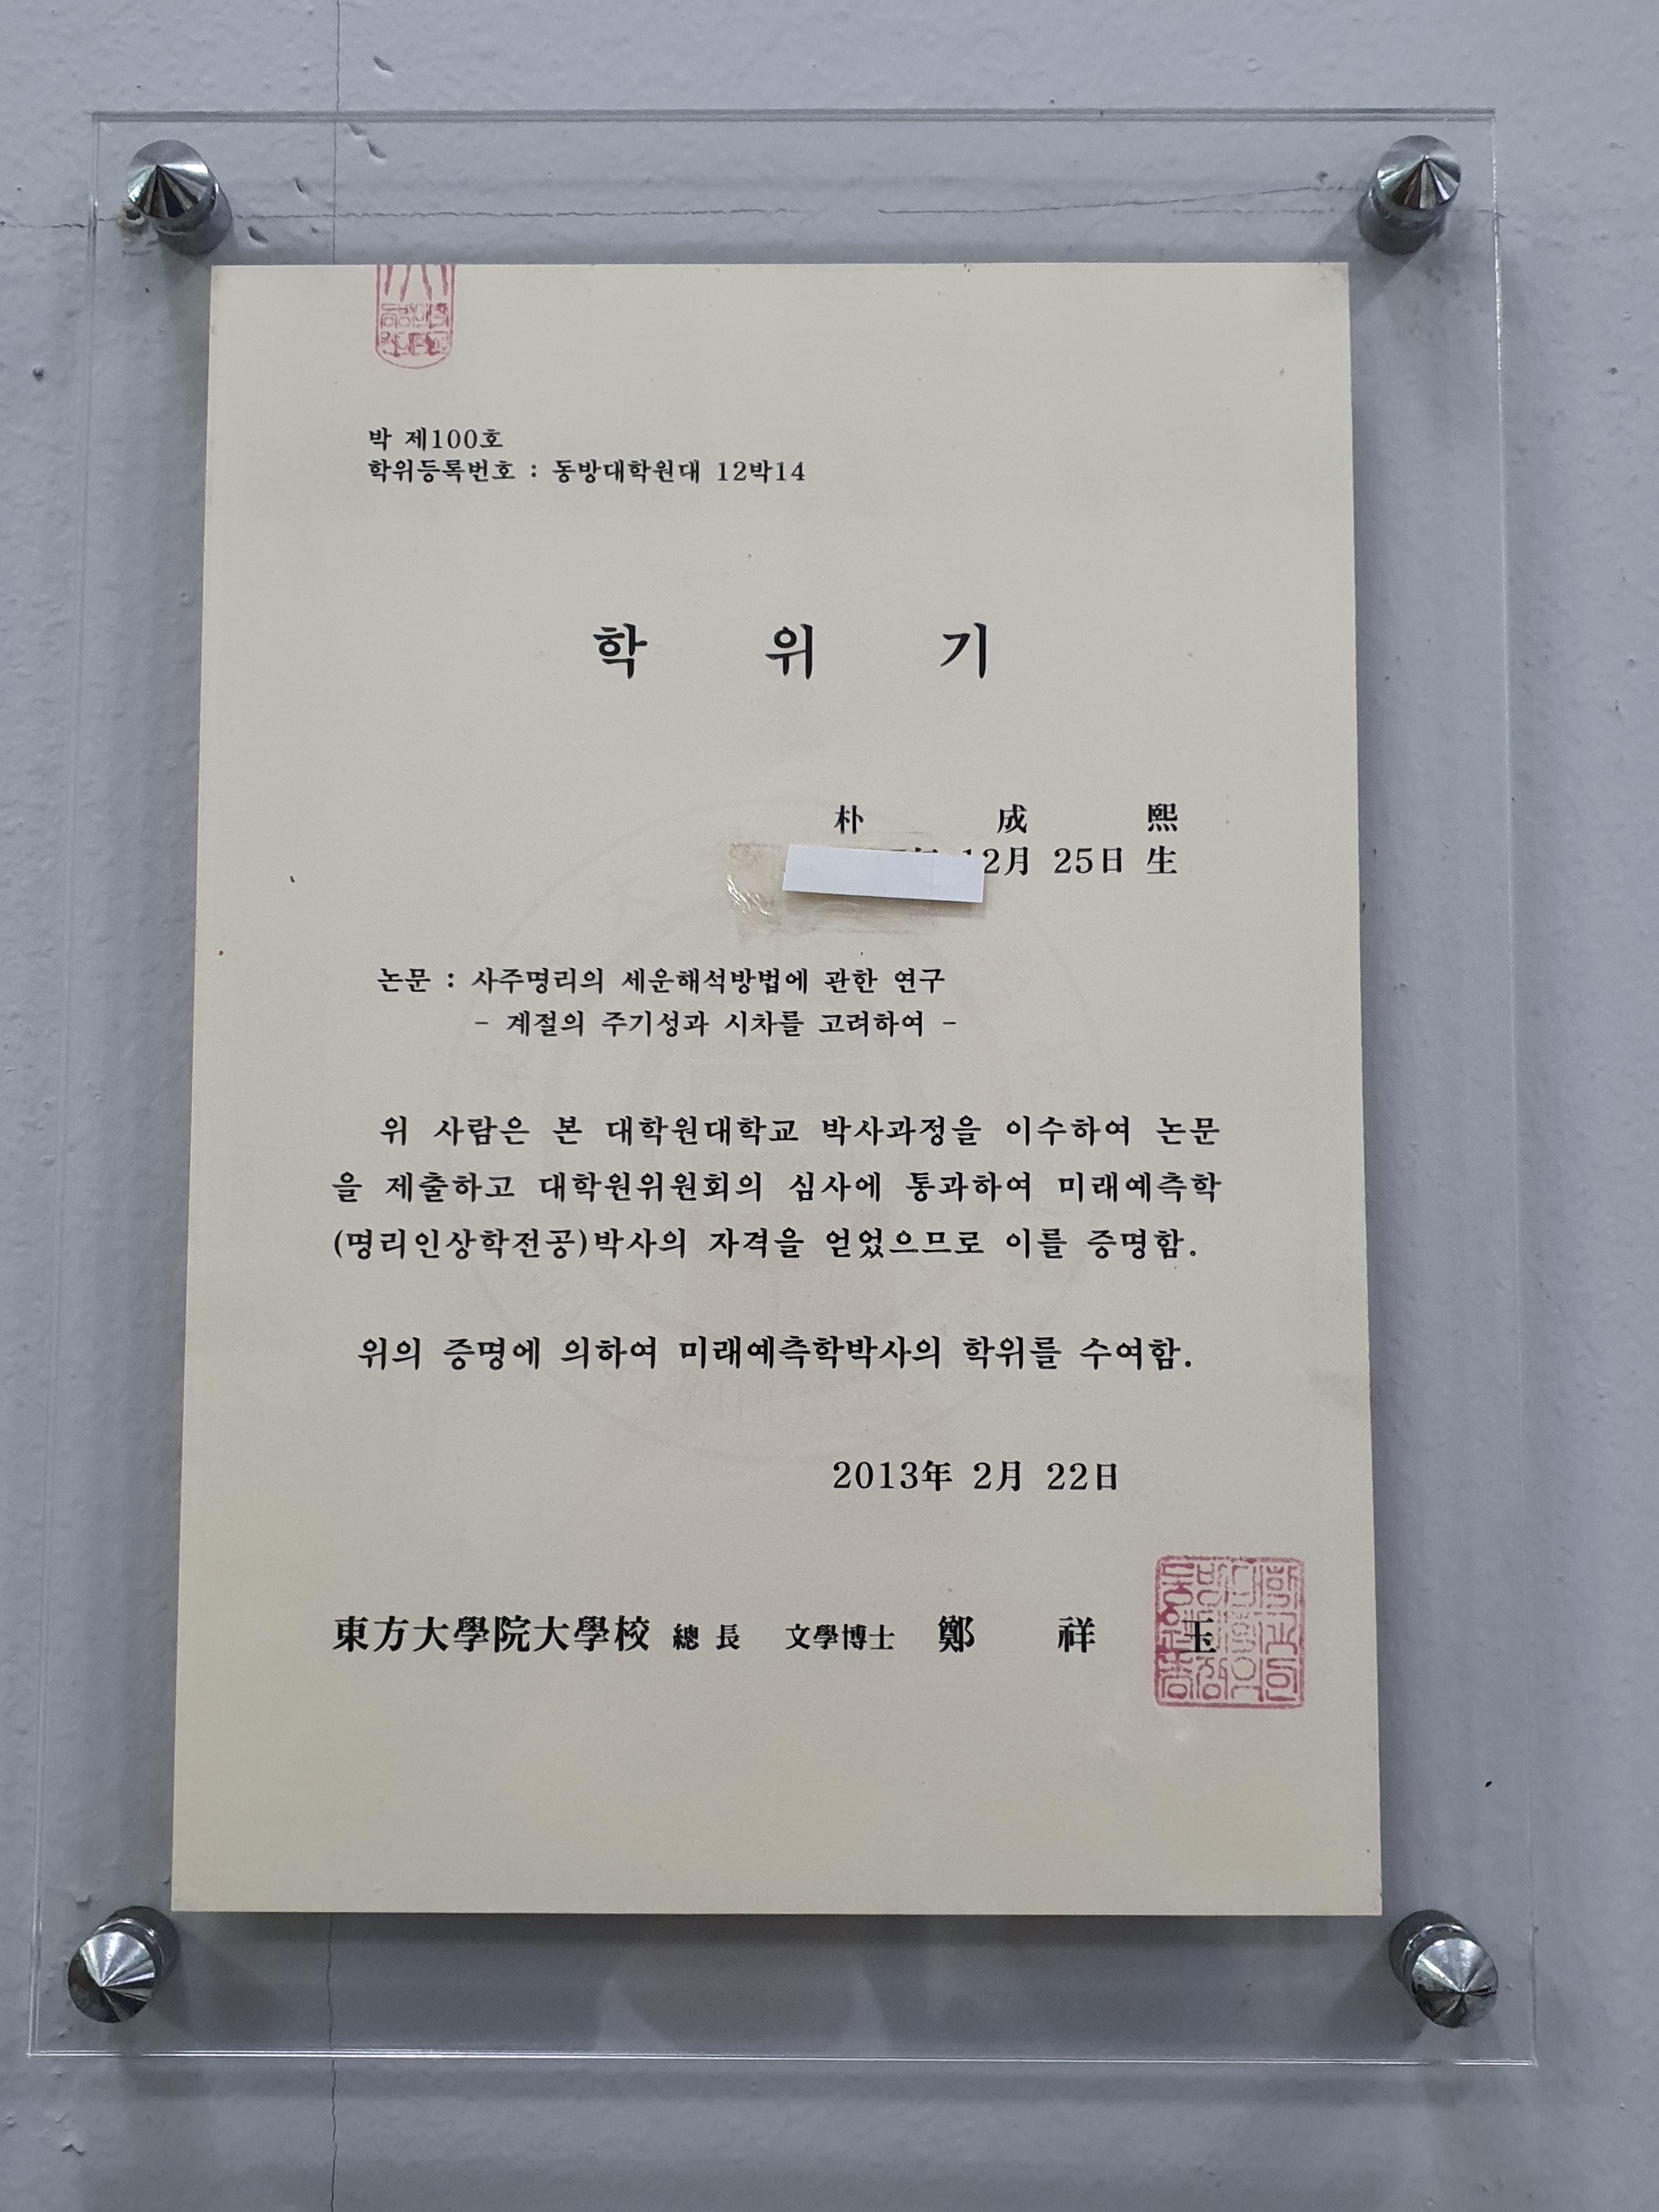 박 제100호
학위등록번호 : 동방대학원대 12박14
학 위 기
朴 成 熙
12月 25日 生
논문 : 사주명리의 세운해석방법에 관한 연구
- 계절의 주기성과 시차를 고려하여 -
위 사람은 본 대학원대학교 박사과정을 이수하여 논문
을 제출하고 대학원위원회의 심사에 통과하여 미래예측학
(명리인상학전공)박사의 자격을 얻었으므로 이를 증명함.
위의 증명에 의하여 미래예측학박사의 학위를 수여함.
2013年 2月 22日
東方大學院大學校 總 長 文學博士 鄭 祥 玉